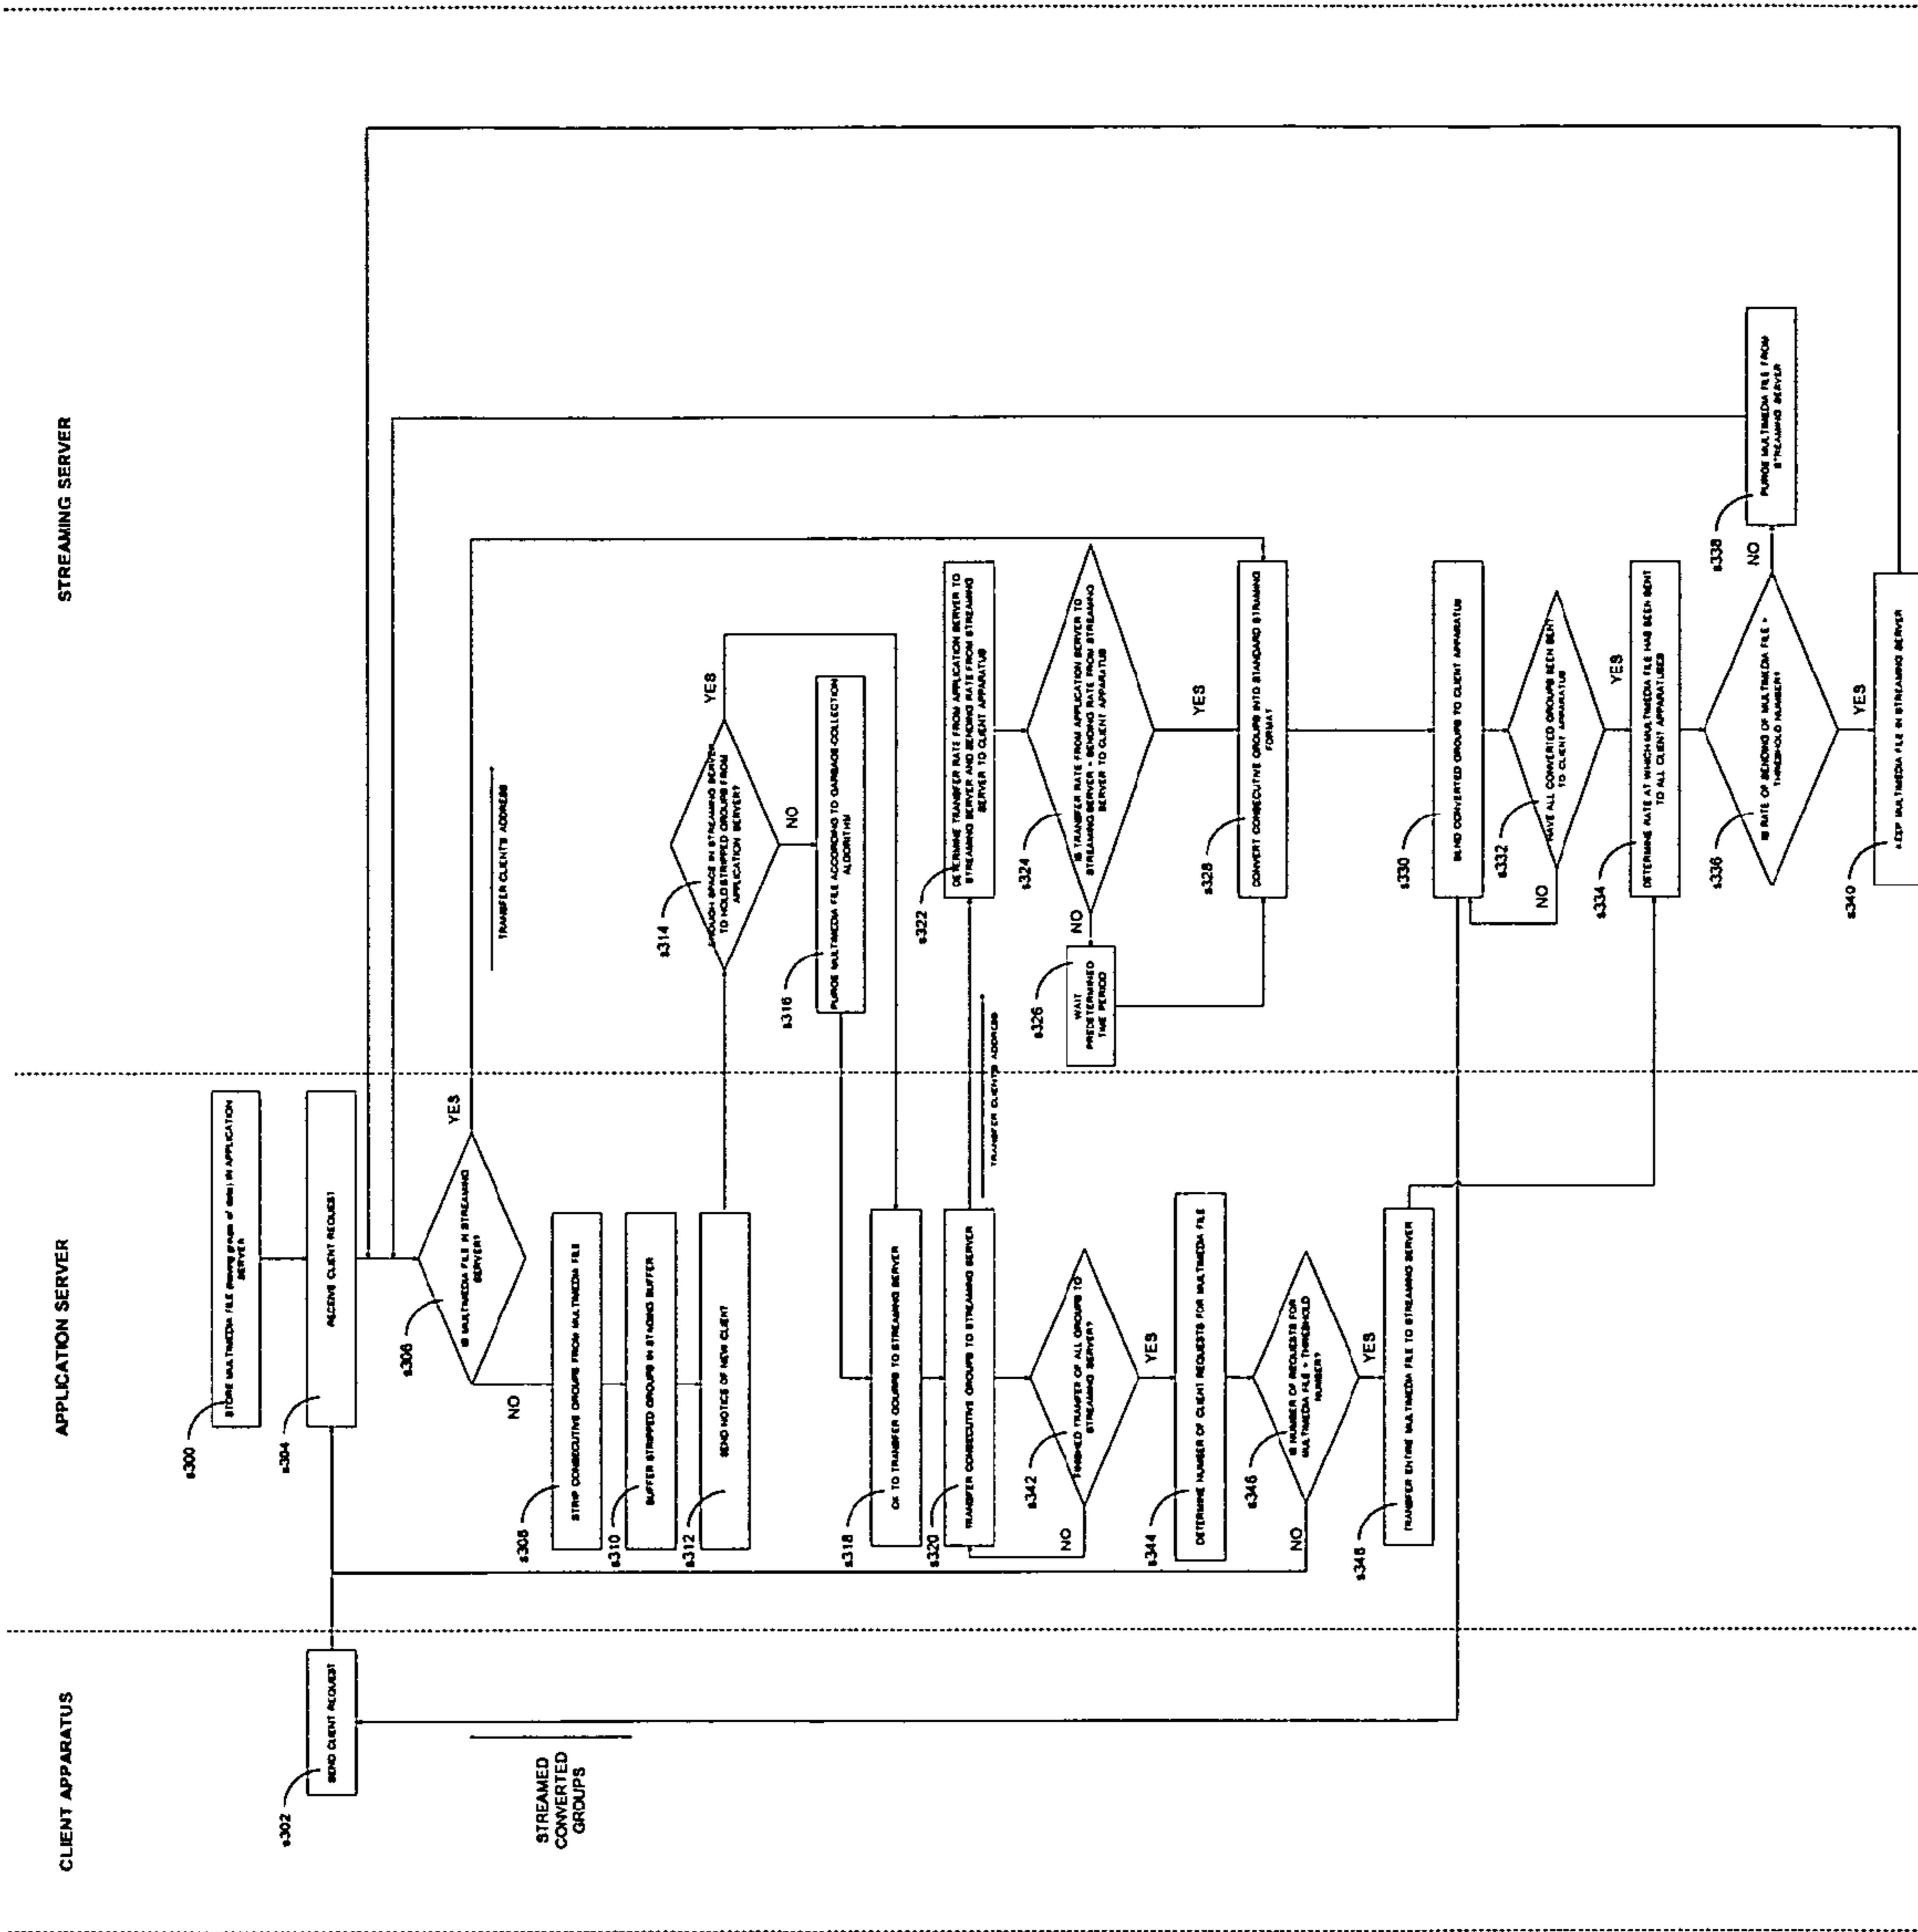 CLIENT APPARATUS
APPLICATION SERVER
STREAMING SERVER
s300
STORE MULTIMEDIA FILE (having groups of data) IN APPLICATION
SERVER
s302
SEND CLIENT REQUEST
s304
RECEIVE CLIENT REQUEST
s306
IS MULTIMEDIA FILE IN STREAMING
SERVER?
YES
NO
TRANSFER CLIENT'S ADDRESS
s308
STRIP CONSECUTIVE GROUPS FROM MULTIMEDIA FILE
s310
BUFFER STRIPPED GROUPS IN STAGING BUFFER
s312
SEND NOTICE OF NEW CLIENT
s314
ENOUGH SPACE IN STREAMING SERVER
TO HOLD STRIPPED GROUPS FROM
APPLICATION SERVER?
YES
NO
s316
PURGE MULTIMEDIA FILE ACCORDING TO GARBAGE-COLLECTION
ALGORITHM
s318
OK TO TRANSFER GOURPS TO STREAMING SERVER
s320
TRANSFER CONSECUTIVE GROUPS TO STREAMING SERVER
TRANSFER CLIENT'S ADDRESS
s322
DETERMINE TRANSFER RATE FROM APPLICATION SERVER TO
STREAMING SERVER AND SENDING RATE FROM STREAMING
SERVER TO CLIENT APPARATUS
s324
IS TRANSFER RATE FROM APPLICATION SERVER TO
STREAMING SERVER > SENDING RATE FROM STREAMING
SERVER TO CLIENT APPARATUS
NO
YES
s326
WAIT
PREDETERMINED
TIME PERIOD
s328
CONVERT CONSECUTIVE GROUPS INTO STANDARD STRAMING
FORMAT
s330
SEND CONVERTED GROUPS TO CLIENT APPARATUS
s332
HAVE ALL CONVERTED GROUPS BEEN SENT
TO CLIENT APPARATUS
NO
YES
s334
DETERMINE RATE AT WHICH MULTIMEDIA FILE HAS BEEN SENT
TO ALL CLIENT APPARATUSES
s336
IS RATE OF SENDING OF MULTIMEDIA FILE >
THRESHOLD NUMBER?
NO
YES
s338
PURGE MULTIMEDIA FILE FROM
STREAMING SERVER
s340
KEEP MULTIMEDIA FILE IN STREAMING SERVER
s342
FINISHED TRANFER OF ALL GROUPS TO
STREAMING SERVER?
NO
YES
s344
DETERMINE NUMBER OF CLIENT REQUESTS FOR MULTIMEDIA FILE
s346
IS NUMBER OF REQUESTS FOR
MULTIMEDIA FILE > THRESHOLD
NUMBER?
NO
YES
s348
TRANSFER ENTIRE MULTIMEDIA FILE TO STREAMING SERVER
STREAMED
CONVERTED
GROUPS